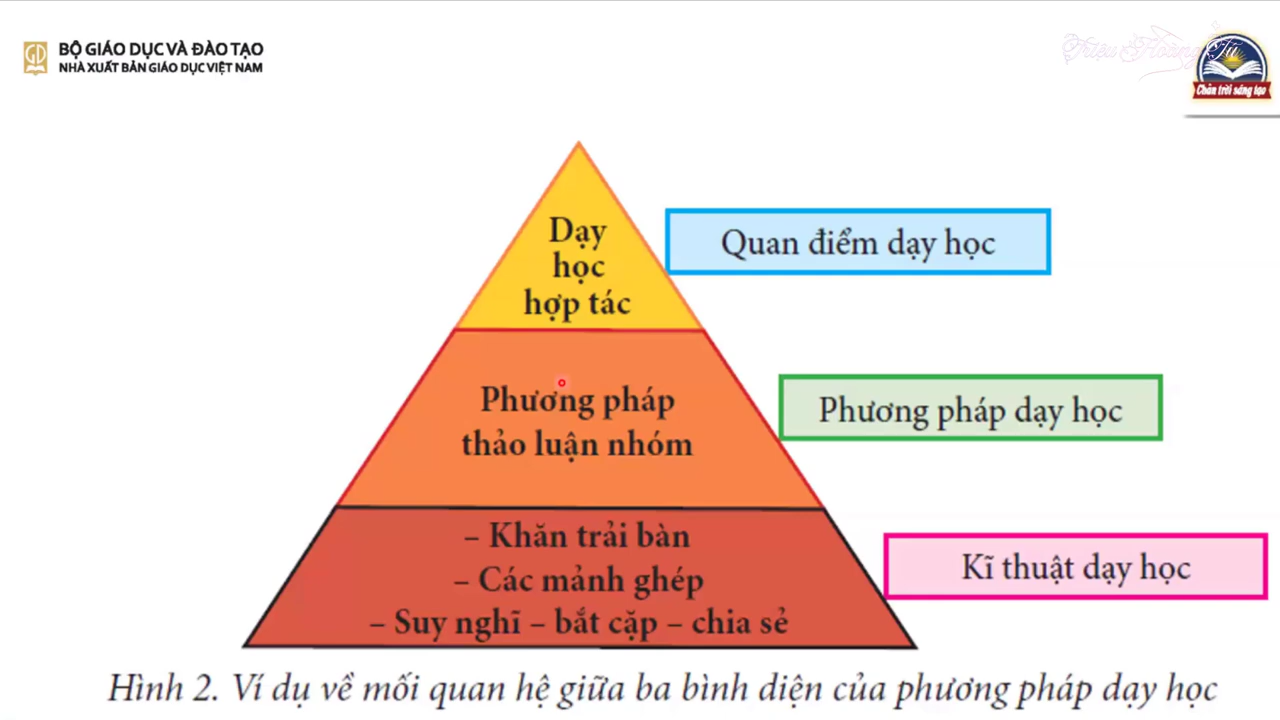 BỘ GIÁO DỤC VÀ ĐÀO TẠO
NHÀ XUẤT BẢN GIÁO DỤC VIỆT NAM
Triệu Hoàng Tú
Chân trời sáng tạo
Dạy
học
hợp tác
Quan điểm dạy học
Phương pháp
thảo luận nhóm
Phương pháp dạy học
– Khăn trải bàn
– Các mảnh ghép
– Suy nghĩ – bắt cặp – chia sẻ
Kĩ thuật dạy học
Hình 2. Ví dụ về mối quan hệ giữa ba bình diện của phương pháp dạy học